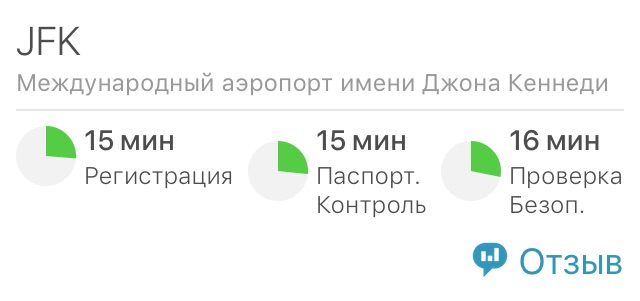 JFK
Международный аэропорт имени Джона Кеннеди
15 мин
Регистрация
15 мин
Паспорт.
Контроль
16 мин
Проверка
Безоп.
Отзыв